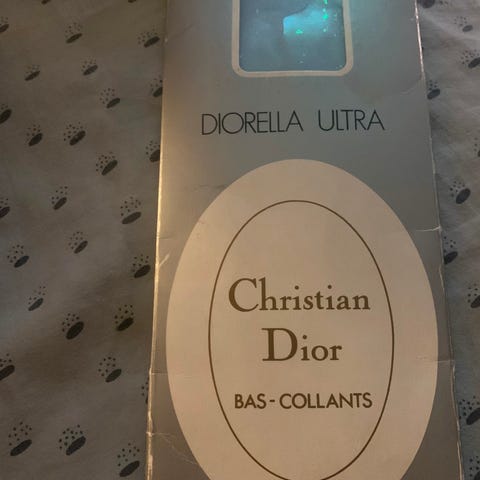 DIORELLA ULTRA
Christian
Dior
BAS-COLLANTS